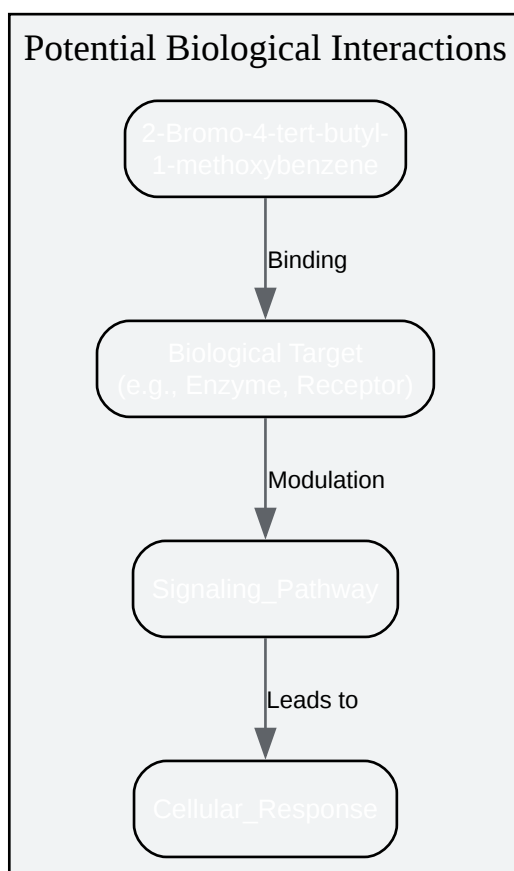 Potential Biological Interactions
2-Bromo-4-tert-butyl-
1-methoxybenzene
Binding
Biological Target
(e.g., Enzyme, Receptor)
Modulation
Signaling_Pathway
Leads to
Cellular_Response